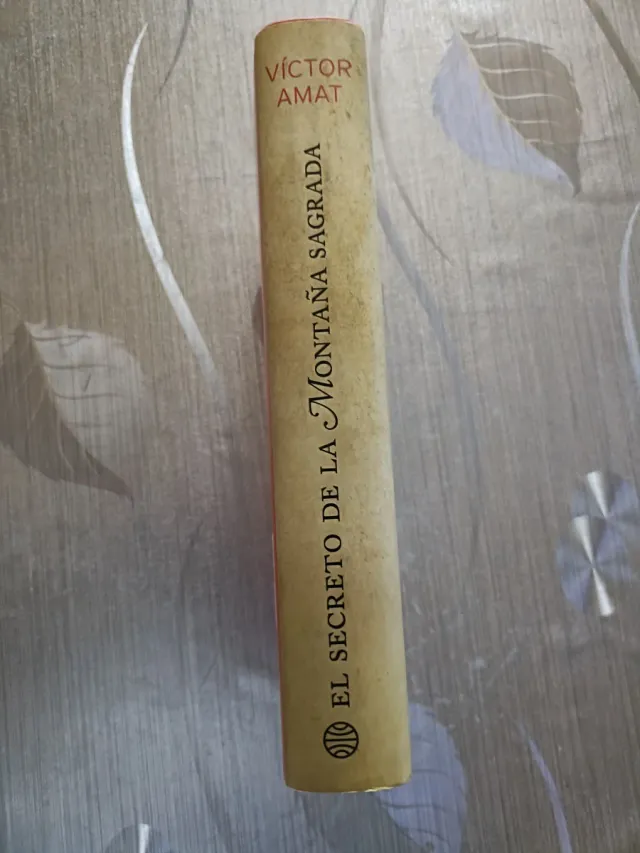 VÍCTOR
AMAT
EL SECRETO DE LA MONTAÑA SAGRADA